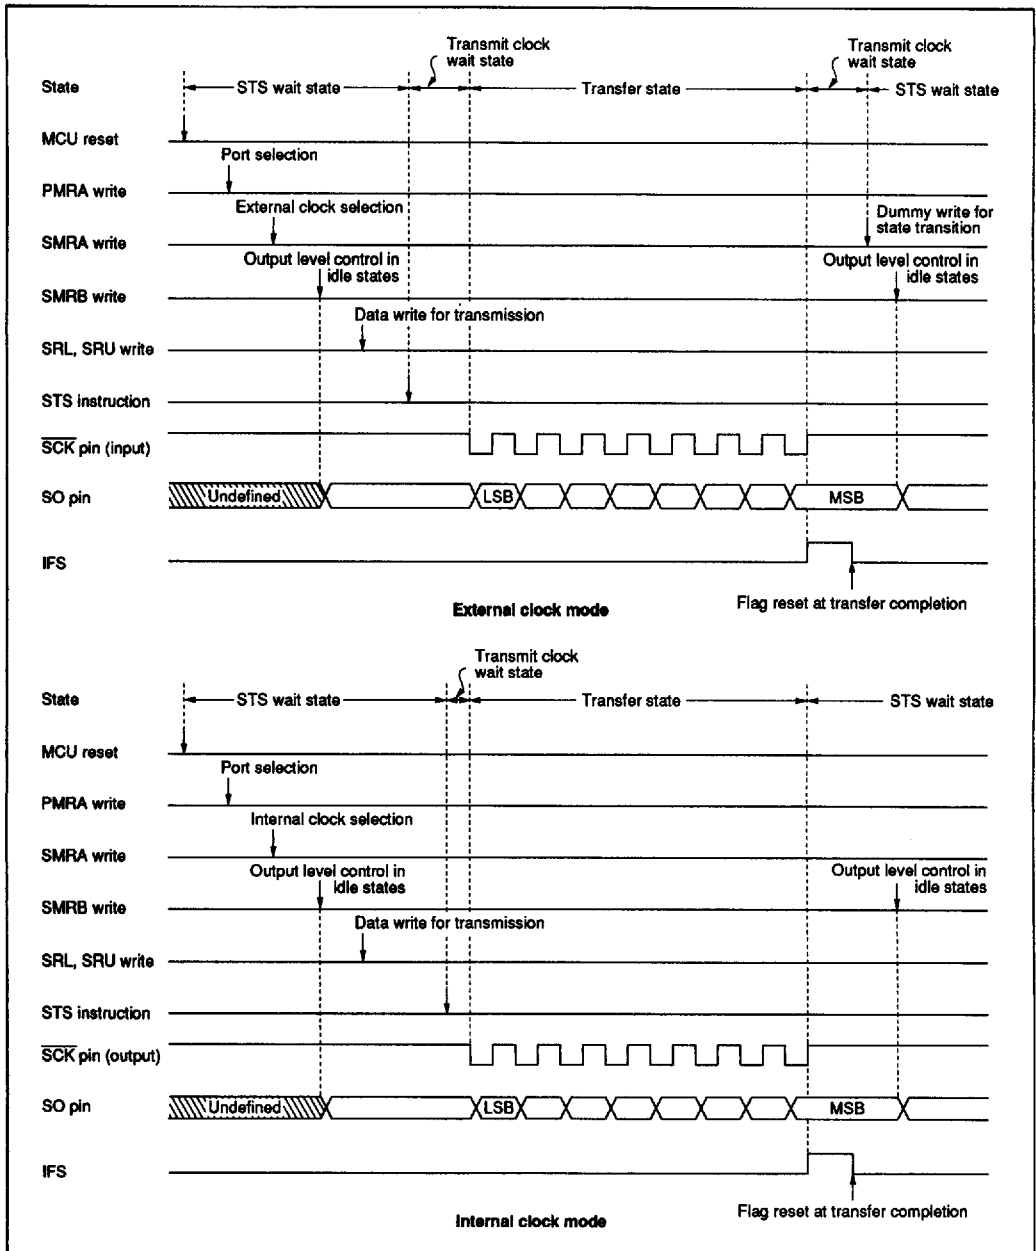 Transmit clock
wait state
Transmit clock
wait state
State
STS wait state
Transfer state
STS wait state
MCU reset
Port selection
PMRA write
External clock selection
Dummy write for
state transition
SMRA write
Output level control in
idle states
Output level control in
idle states
SMRB write
Data write for transmission
SRL, SRU write
STS instruction
SCK pin (input)
SO pin
Undefined
LSB
MSB
IFS
Flag reset at transfer completion
External clock mode
Transmit clock
wait state
State
STS wait state
Transfer state
STS wait state
MCU reset
Port selection
PMRA write
Internal clock selection
SMRA write
Output level control in
idle states
Output level control in
idle states
SMRB write
Data write for transmission
SRL, SRU write
STS instruction
SCK pin (output)
SO pin
Undefined
LSB
MSB
IFS
Flag reset at transfer completion
Internal clock mode